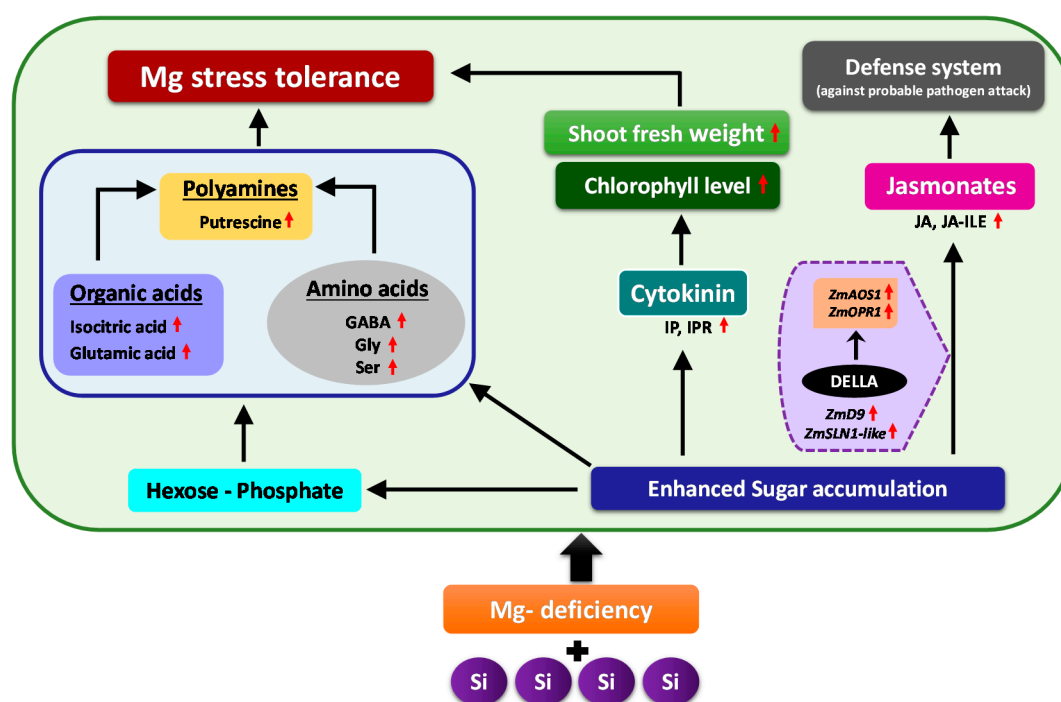 Mg stress tolerance
Defense system
(against probable pathogen attack)
Shoot fresh weight
Chlorophyll level
Polyamines
Putrescine
Jasmonates
JA, JA-ILE
Organic acids
Isocitric acid
Glutamic acid
Amino acids
GABA
Gly
Ser
Cytokinin
IP, IPR
ZmAOS1
ZmOPR1
DELLA
ZmD9
ZmSLN1-like
Hexose - Phosphate
Enhanced Sugar accumulation
Mg- deficiency
+
Si Si Si Si